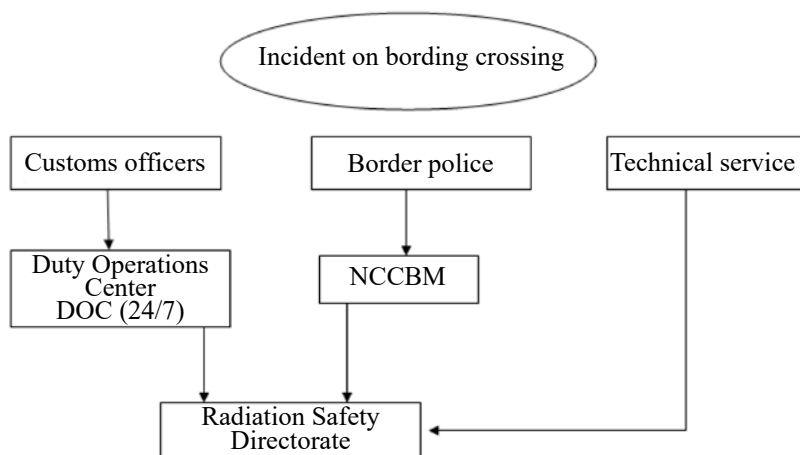 Incident on bording crossing
Customs officers
Border police
Technical service
Duty Operations
Center
DOC (24/7)
NCCBM
Radiation Safety
Directorate